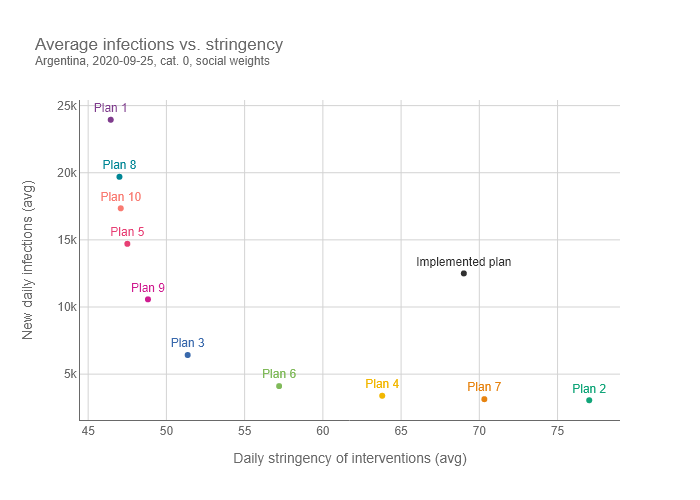 Average infections vs. stringency
Argentina, 2020-09-25, cat. 0, social weights
25k
Plan 1
20k
Plan 8
Plan 10
15k
Plan 5
Implemented plan
10k
Plan 9
Plan 3
5k
Plan 6
Plan 4
Plan 7
Plan 2
New daily infections (avg)
45
50
55
60
65
70
75
Daily stringency of interventions (avg)